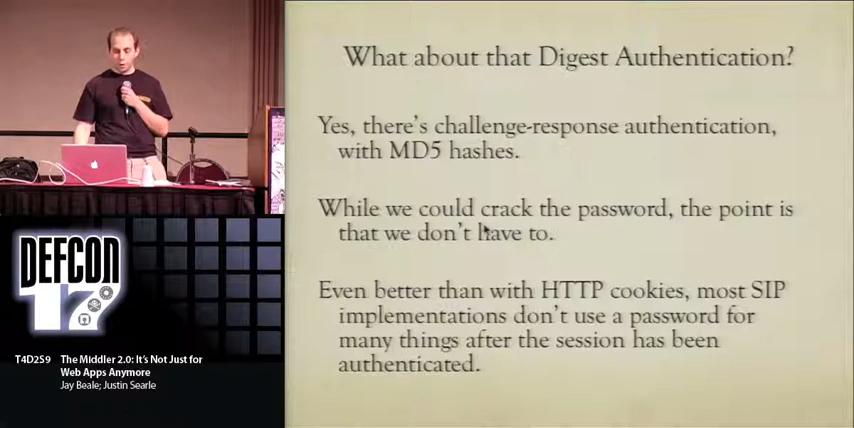 What about that Digest Authentication?
Yes, there's challenge-response authentication,
with MD5 hashes.
While we could crack the password, the point is
that we don't have to.
Even better than with HTTP cookies, most SIP
implementations don't use a password for
many things after the session has been
authenticated.
DEFCON
17
T4D2S9 The Middler 2.0: It's Not Just for
Web Apps Anymore
Jay Beale; Justin Searle